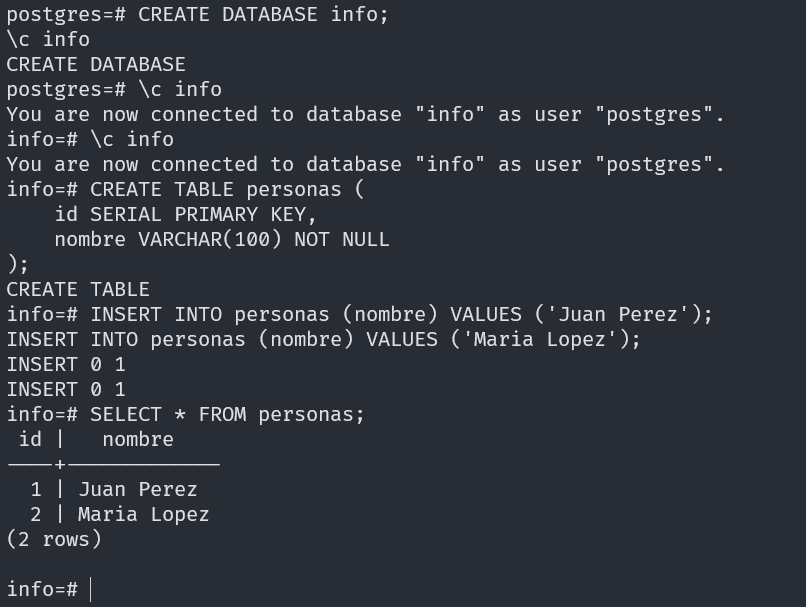 postgres=# CREATE DATABASE info;
\c info
CREATE DATABASE
postgres=# \c info
You are now connected to database "info" as user "postgres".
info=# \c info
You are now connected to database "info" as user "postgres".
info=# CREATE TABLE personas (
    id SERIAL PRIMARY KEY,
    nombre VARCHAR(100) NOT NULL
);
CREATE TABLE
info=# INSERT INTO personas (nombre) VALUES ('Juan Perez');
INSERT INTO personas (nombre) VALUES ('Maria Lopez');
INSERT 0 1
INSERT 0 1
info=# SELECT * FROM personas;
 id |   nombre
----+-------------
  1 | Juan Perez
  2 | Maria Lopez
(2 rows)

info=#